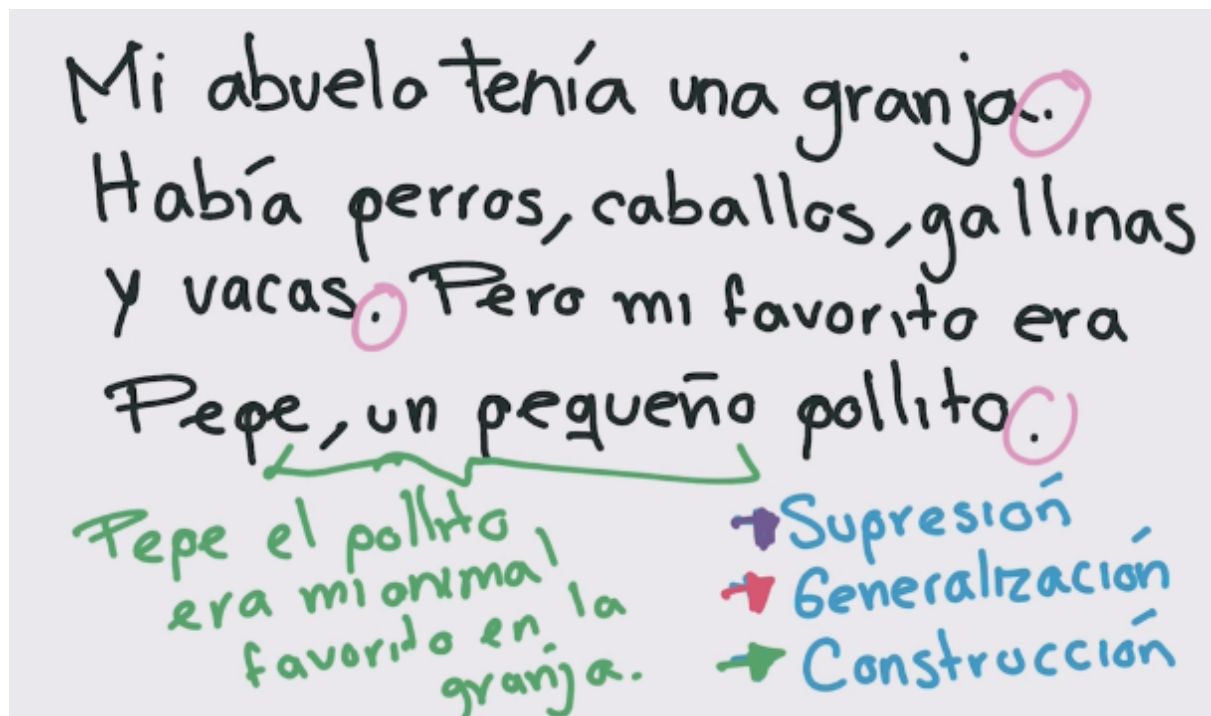 Mi abuelo tenía una granja.
Había perros, caballos, gallinas
y vacas. Pero mi favorito era
Pepe, un pequeño pollito.
Pepe el pollito
era mi animal
favorito en la
granja.
Supresión
Generalización
Construcción